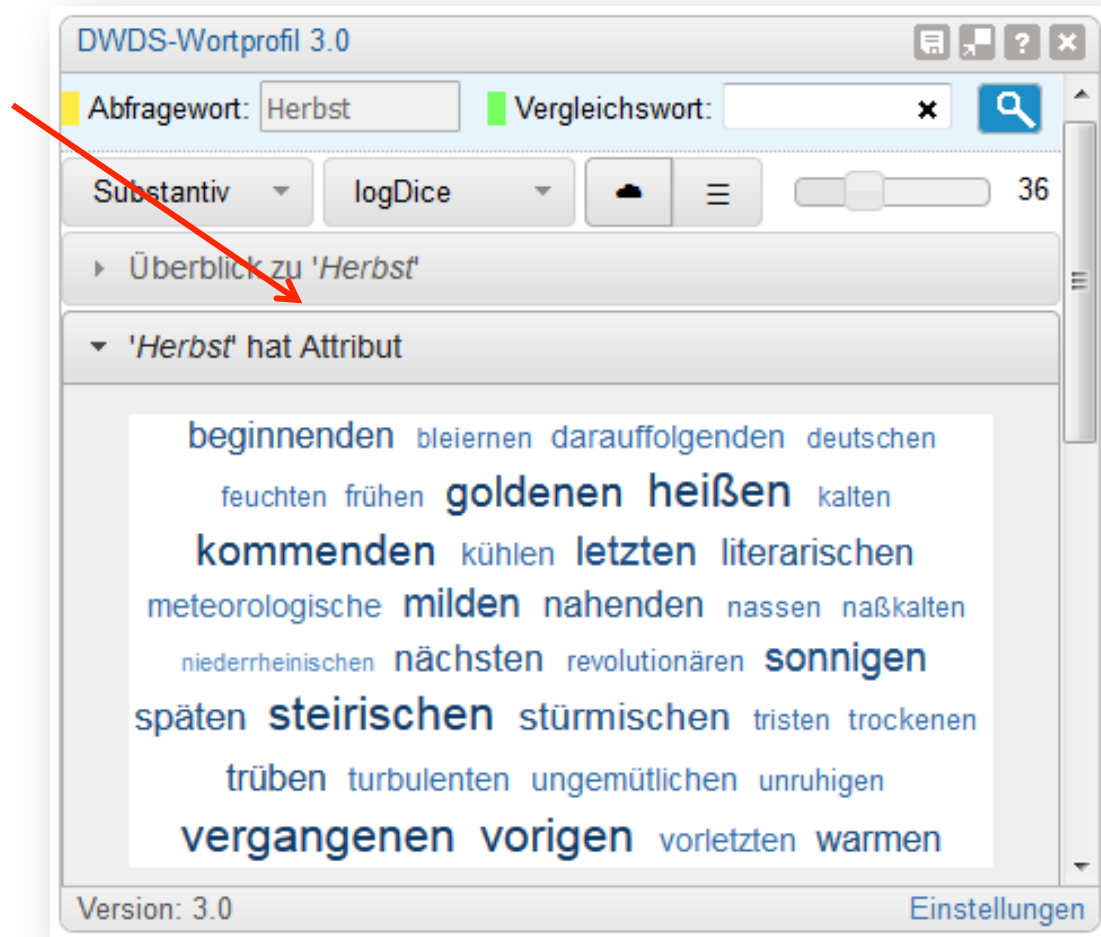 DWDS-Wortprofil 3.0
?
Abfragewort: Herbst Vergleichswort:
Substantiv logDice 36
Überblick zu 'Herbst'
'Herbst' hat Attribut
beginnenden bleiernen darauffolgenden deutschen
feuchten frühen goldenen heißen kalten
kommenden kühlen letzten literarischen
meteorologische milden nahenden nassen naßkalten
niederrheinischen nächsten revolutionären sonnigen
späten steirischen stürmischen tristen trockenen
trüben turbulenten ungemütlichen unruhigen
vergangenen vorigen vorletzten warmen
Version: 3.0 Einstellungen